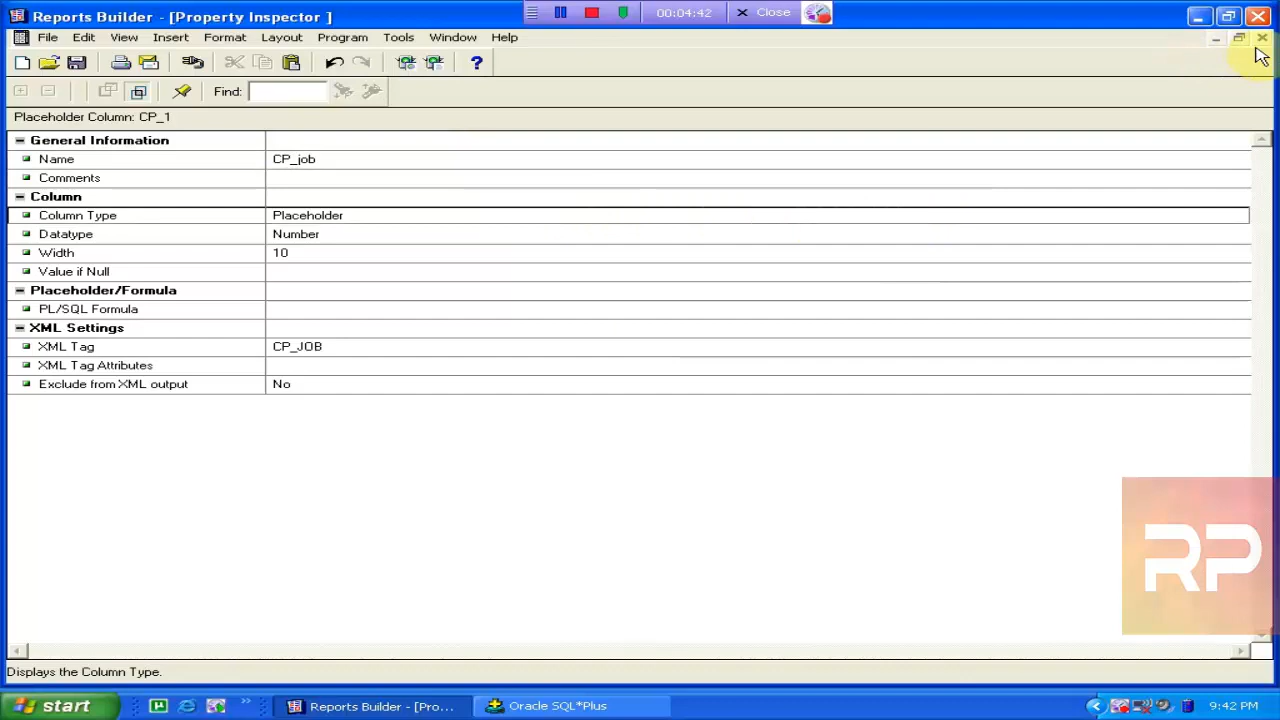 Reports Builder - [Property Inspector ]
00:04:42
Close
File Edit View Insert Format Layout Program Tools Window Help
Find:
Placeholder Column: CP_1
General Information
Name CP_job
Comments
Column
Column Type Placeholder
Datatype Number
Width 10
Value if Null
Placeholder/Formula
PL/SQL Formula
XML Settings
XML Tag CP_JOB
XML Tag Attributes
Exclude from XML output No
RP
Displays the Column Type.
start
Reports Builder - [Pro...
Oracle SQL*Plus
9:42 PM